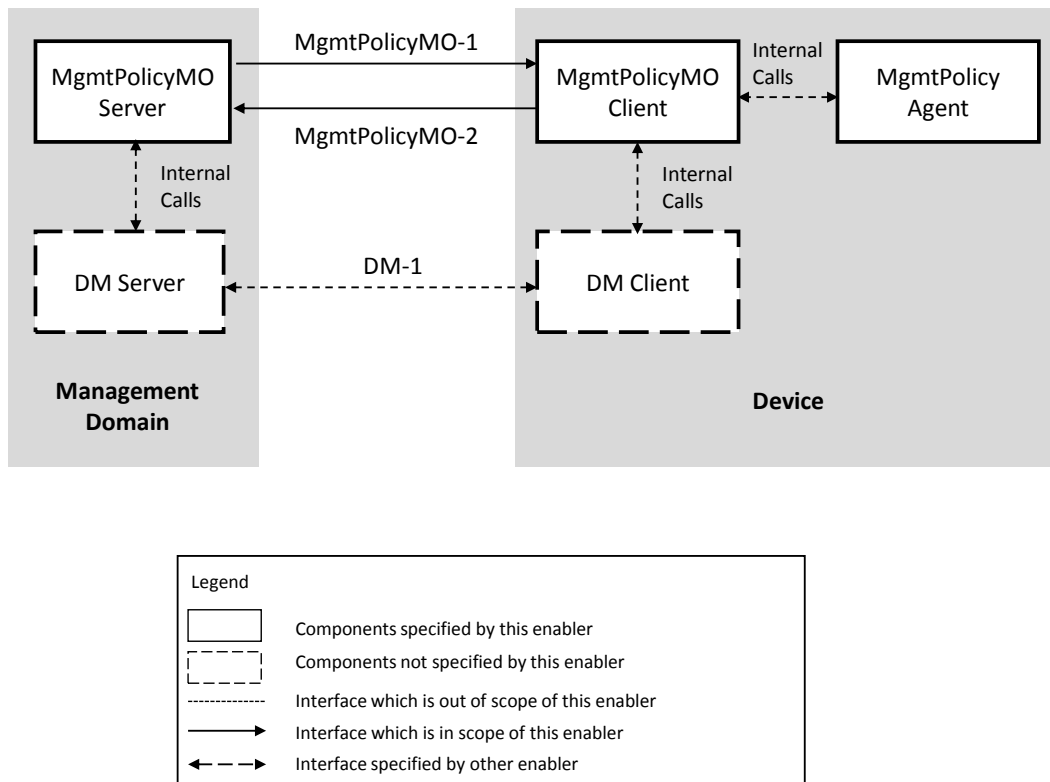 MgmtPolicyMO
Server
MgmtPolicyMO-1
MgmtPolicyMO-2
MgmtPolicyMO
Client
Internal
Calls
MgmtPolicy
Agent
Internal
Calls
Internal
Calls
DM Server
DM-1
DM Client
Management
Domain
Device
Legend
Components specified by this enabler
Components not specified by this enabler
Interface which is out of scope of this enabler
Interface which is in scope of this enabler
Interface specified by other enabler